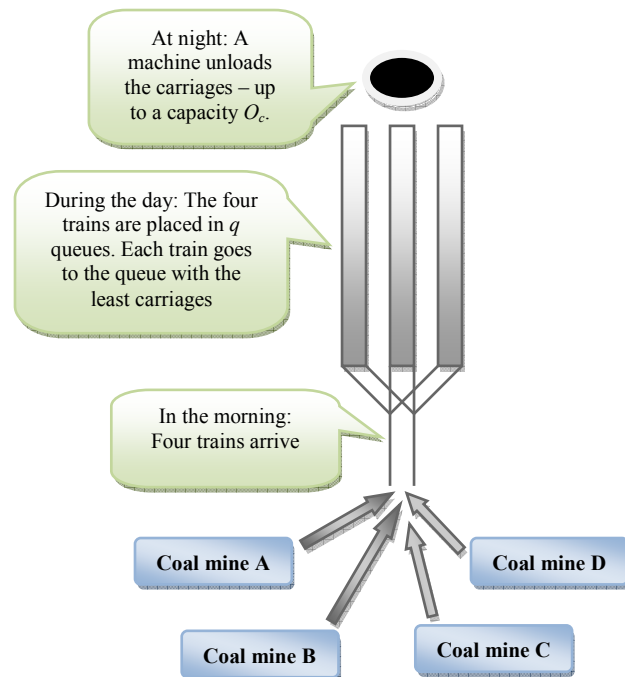 At night: A
machine unloads
the carriages – up
to a capacity O_c.
During the day: The four
trains are placed in q
queues. Each train goes
to the queue with the
least carriages
In the morning:
Four trains arrive
Coal mine A
Coal mine D
Coal mine B
Coal mine C